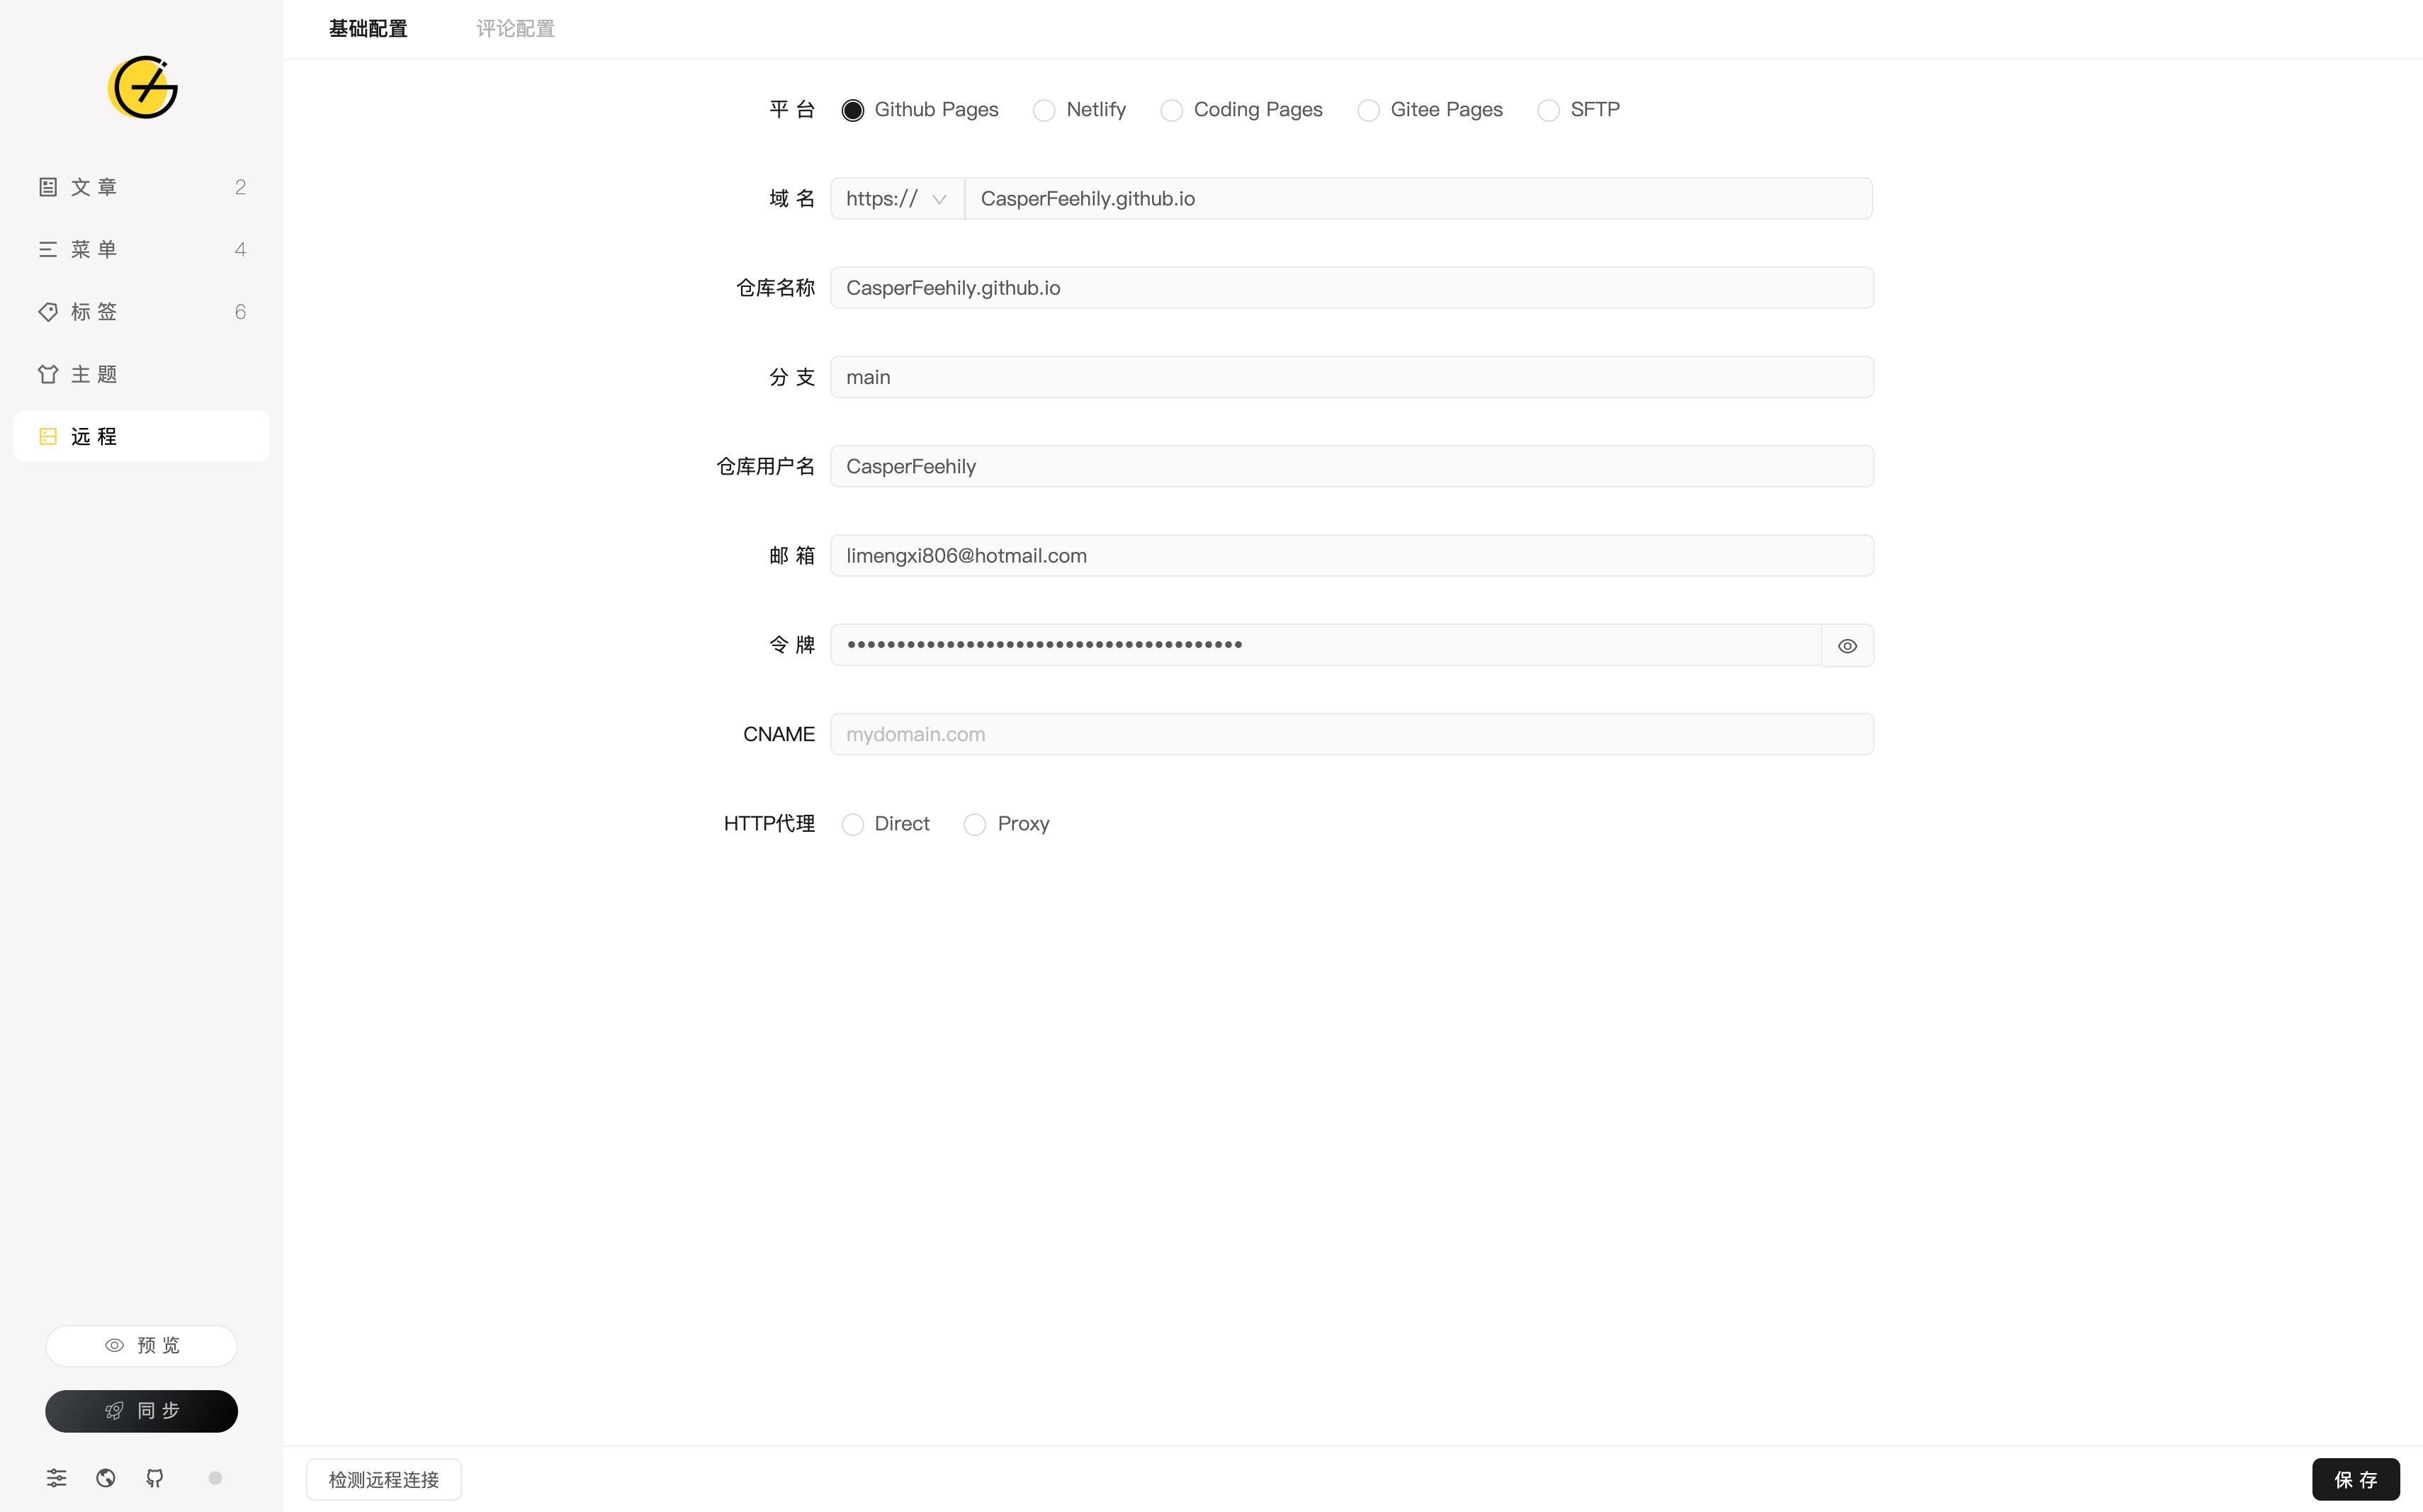 基础配置 评论配置
文章 2
菜单 4
标签 6
主题
远程
平台 Github Pages Netlify Coding Pages Gitee Pages SFTP
域名 https:// CasperFeehily.github.io
仓库名称 CasperFeehily.github.io
分支 main
仓库用户名 CasperFeehily
邮箱 limengxi806@hotmail.com
令牌 ••••••••••••••••••••••••••••••••••••••••
CNAME mydomain.com
HTTP代理 Direct Proxy
预览
同步
检测远程连接 保存